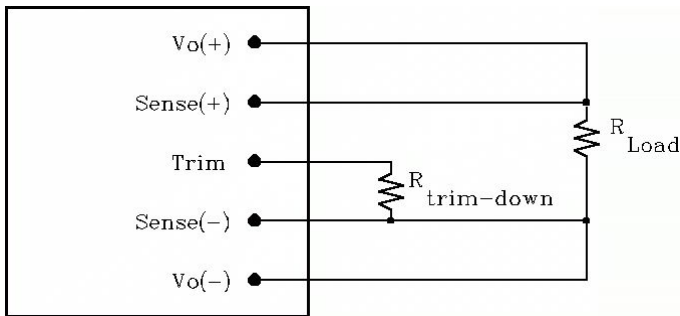 Vo(+)
Sense(+)
Trim
Sense(-)
Vo(-)
R
trim-down
R
Load